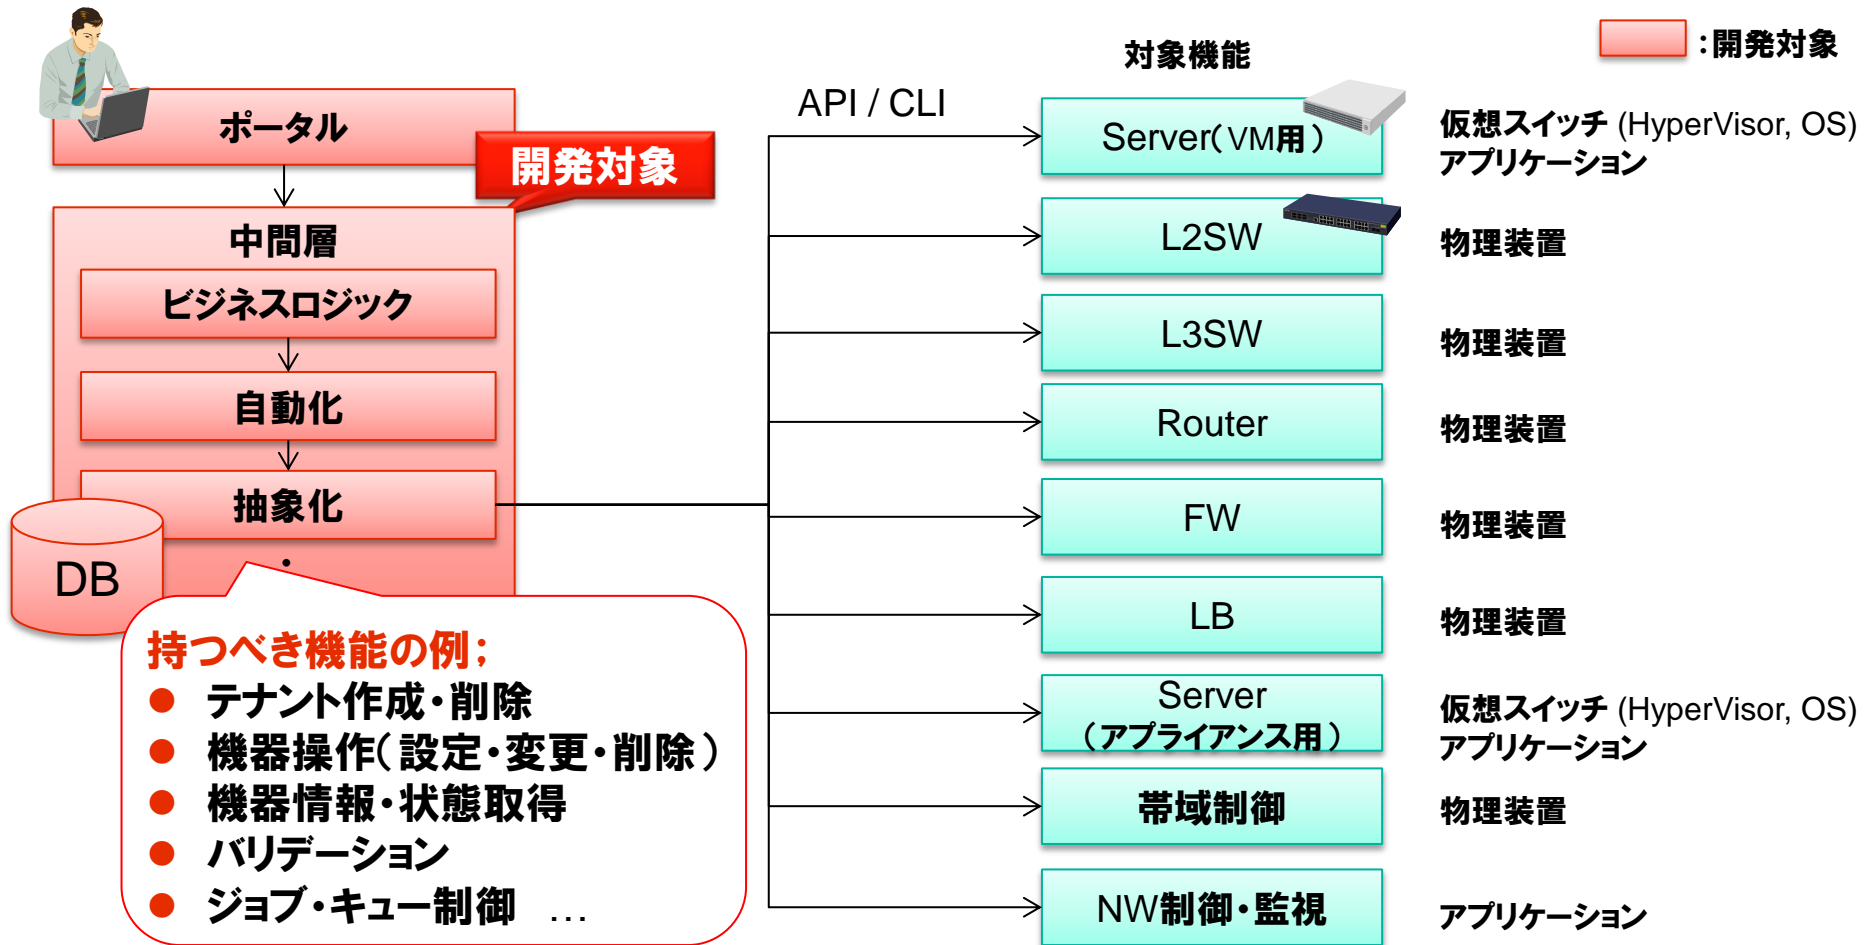 対象機能
:開発対象
ポータル
開発対象
中間層
ビジネスロジック
自動化
抽象化
・
DB
持つべき機能の例;
● テナント作成・削除
● 機器操作(設定・変更・削除)
● 機器情報・状態取得
● バリデーション
● ジョブ・キュー制御 …
API / CLI
Server(VM用)
仮想スイッチ (HyperVisor, OS)
アプリケーション
L2SW
物理装置
L3SW
物理装置
Router
物理装置
FW
物理装置
LB
物理装置
Server
(アプライアンス用)
仮想スイッチ (HyperVisor, OS)
アプリケーション
帯域制御
物理装置
NW制御・監視
アプリケーション